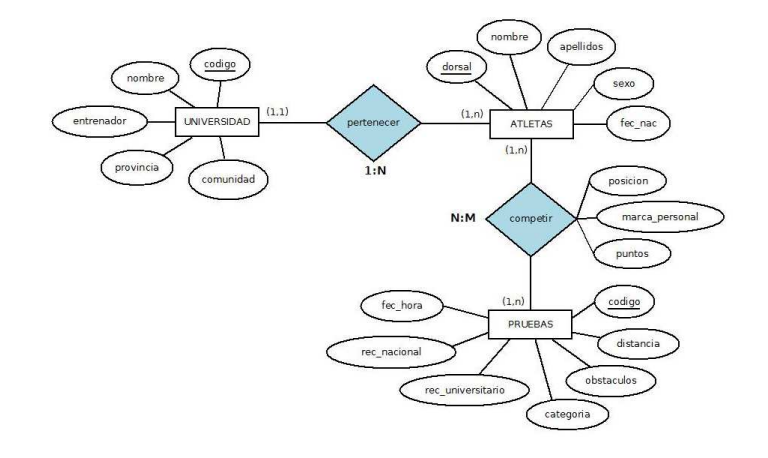 nombre
codigo
entrenador
UNIVERSIDAD
provincia
comunidad
(1,1)
pertenecer
1:N
(1,n)
dorsal
nombre
apellidos
sexo
fec_nac
ATLETAS
(1,n)
N:M
competir
posicion
marca_personal
puntos
(1,n)
PRUEBAS
fec_hora
rec_nacional
rec_universitario
categoria
obstaculos
distancia
codigo